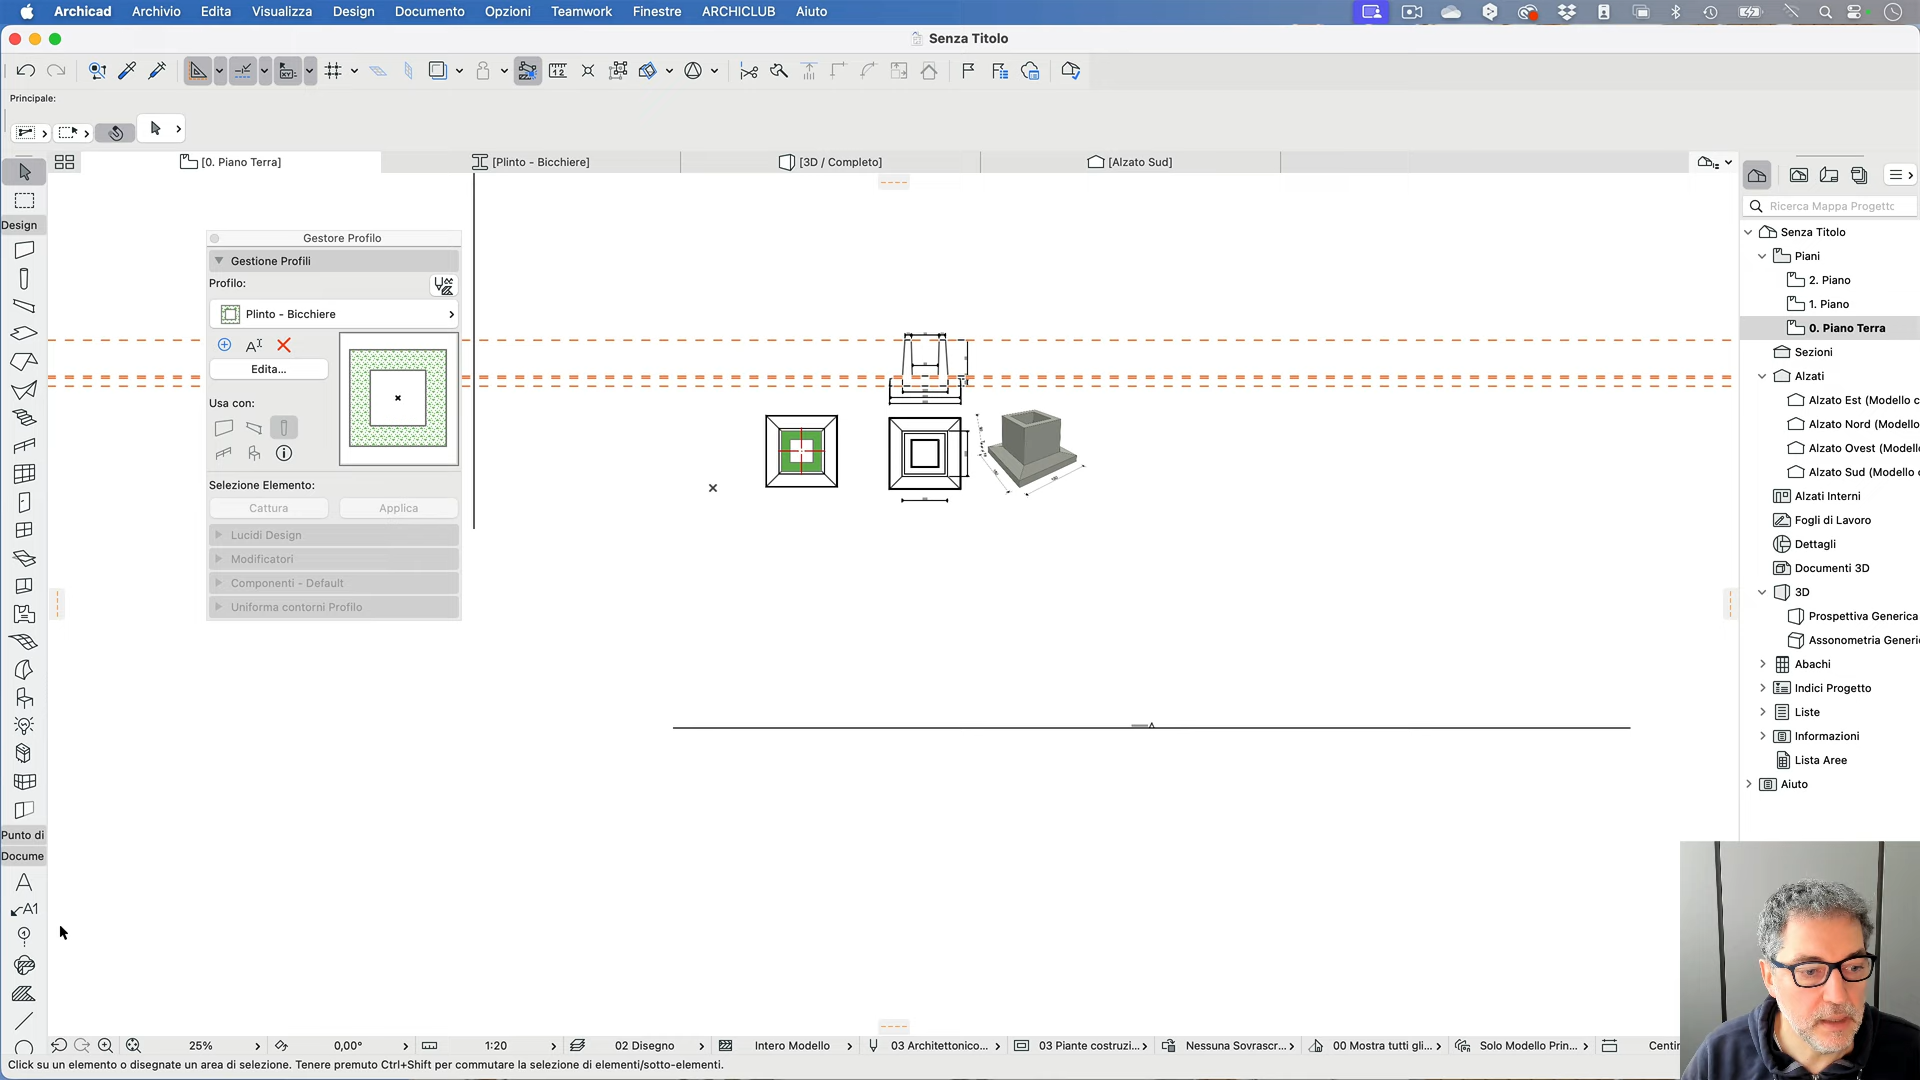 Archicad Archivio Edita Visualizza Design Documento Opzioni Teamwork Finestre ARCHICLUB Aiuto
Senza Titolo
Principale:
[0. Piano Terra]
[Plinto - Bicchiere]
[3D / Completo]
[Alzato Sud]
Design
Punto di
Docume
A
A1
Gestore Profilo
Gestione Profili
Profilo:
Plinto - Bicchiere
Edita...
Usa con:
Selezione Elemento:
Cattura
Applica
Lucidi Design
Modificatori
Componenti - Default
Uniforma contorni Profilo
Ricerca Mappa Progetto
Senza Titolo
Piani
2. Piano
1. Piano
0. Piano Terra
Sezioni
Alzati
Alzato Est (Modello c
Alzato Nord (Modello
Alzato Ovest (Modello
Alzato Sud (Modello c
Alzati Interni
Fogli di Lavoro
Dettagli
Documenti 3D
3D
Prospettiva Generica
Assonometria Generi
Abachi
Indici Progetto
Liste
Informazioni
Lista Aree
Aiuto
25% 0,00° 1:20 02 Disegno Intero Modello 03 Architettonico... 03 Piante costruzi... Nessuna Sovrascr... 00 Mostra tutti gli... Solo Modello Prin... Centin
Click su un elemento o disegnate un area di selezione. Tenere premuto Ctrl+Shift per commutare la selezione di elementi/sotto-elementi.